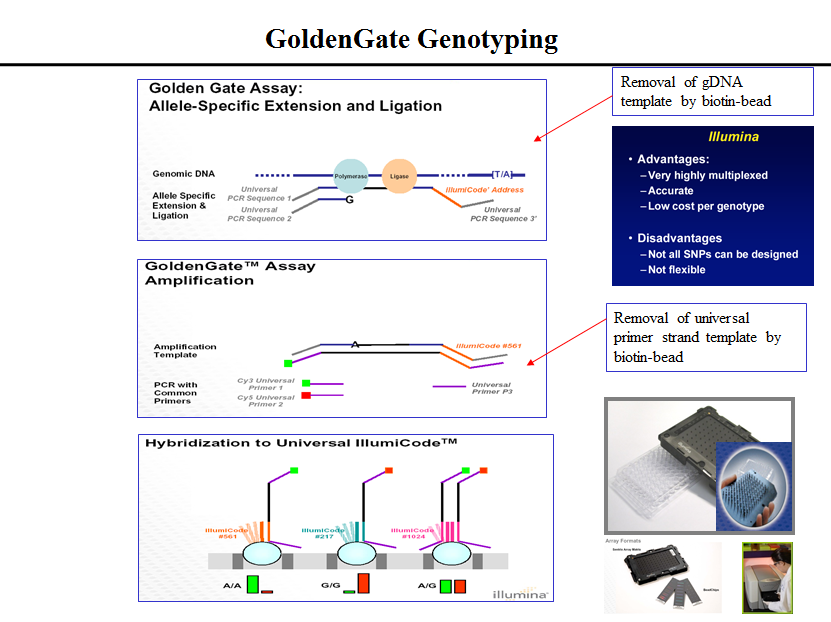 GoldenGate Genotyping
Golden Gate Assay:
Allele-Specific Extension and Ligation
Genomic DNA
Polymerase
Ligase
[T/A]
Allele Specific
Extension &
Ligation
Universal
PCR Sequence 1
Universal
PCR Sequence 2
G
IllumiCode' Address
Universal
PCR Sequence 3'
Removal of gDNA
template by biotin-bead
Illumina
• Advantages:
–Very highly multiplexed
–Accurate
–Low cost per genotype
• Disadvantages
–Not all SNPs can be designed
–Not flexible
GoldenGate™ Assay
Amplification
Amplification
Template
A
illumiCode #561
PCR with
Common
Primers
Cy3 Universal
Primer 1
Cy5 Universal
Primer 2
Universal
Primer P3
Removal of universal
primer strand template by
biotin-bead
Hybridization to Universal IllumiCode™
illumiCode
#561
illumiCode
#217
illumiCode
#1024
A/A
G/G
A/G
illumina
Array Formats
Sentrix Array Matrix
BeadChips